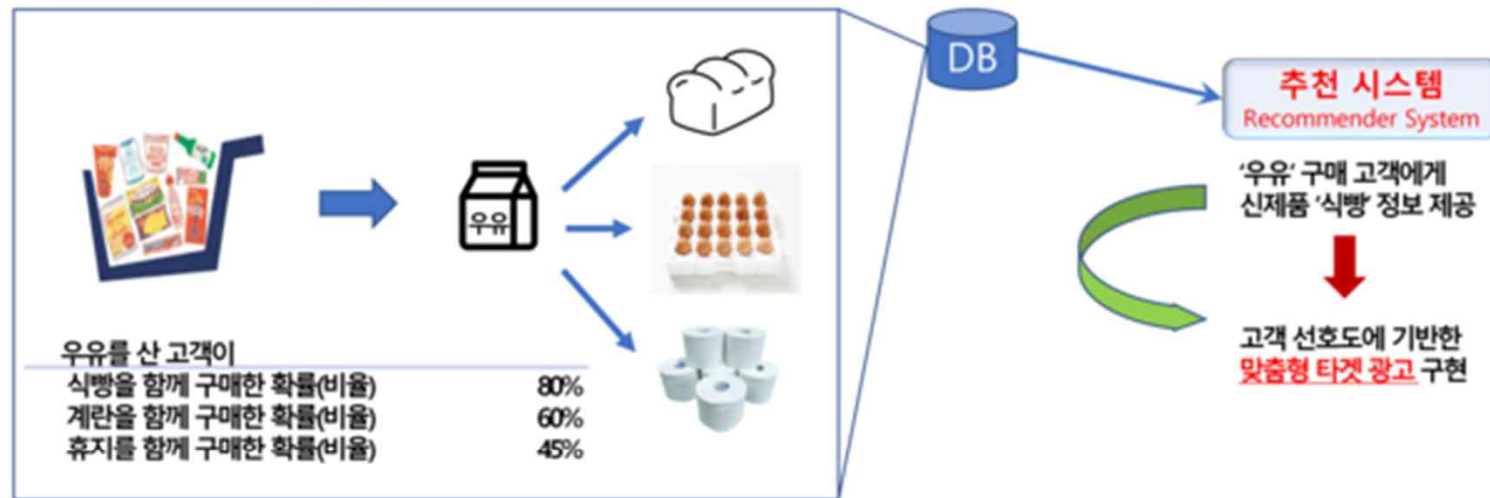 우유
우유를 산 고객이
식빵을 함께 구매한 확률(비율) 80%
계란을 함께 구매한 확률(비율) 60%
휴지를 함께 구매한 확률(비율) 45%
DB
추천 시스템
Recommender System
‘우유‘ 구매 고객에게
신제품 ‘식빵’ 정보 제공
고객 선호도에 기반한
맞춤형 타겟 광고 구현